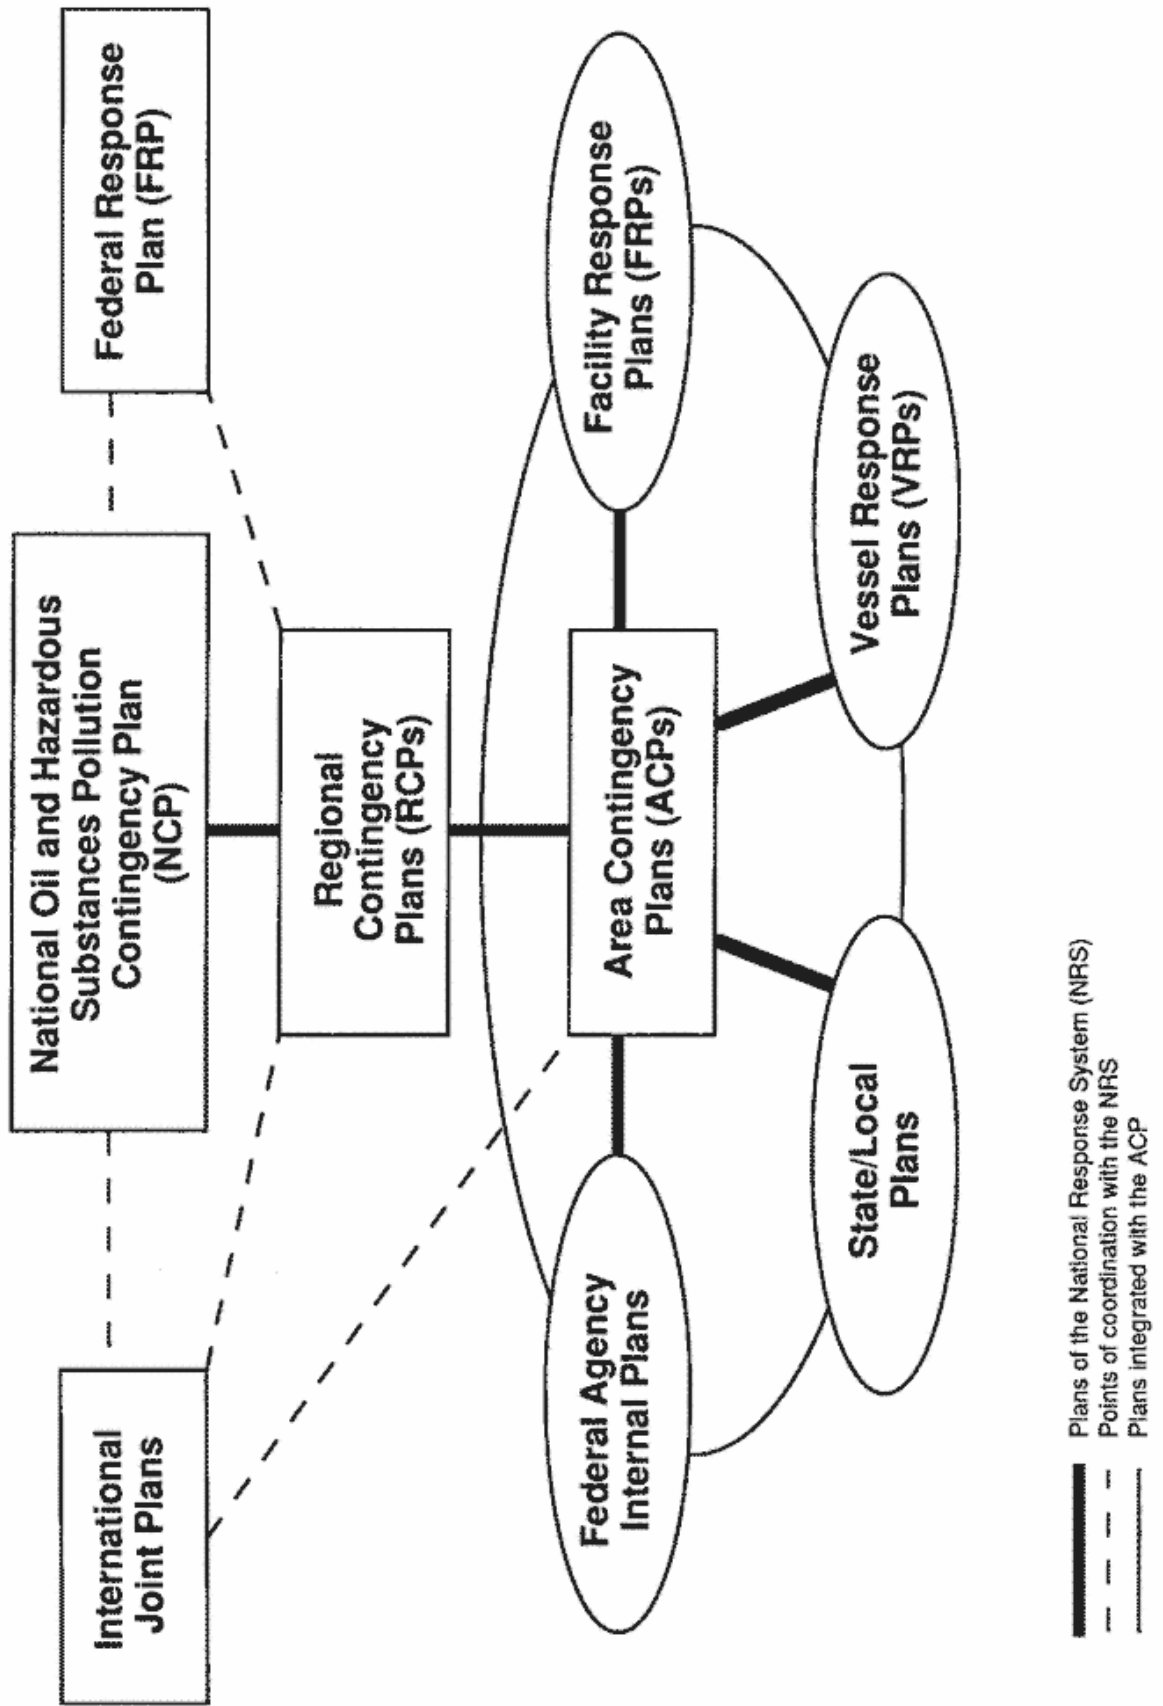 National Oil and Hazardous
Substances Pollution
Contingency Plan
(NCP)
International
Joint Plans
Federal Response
Plan (FRP)
Regional
Contingency
Plans (RCPs)
Area Contingency
Plans (ACPs)
Federal Agency
Internal Plans
Facility Response
Plans (FRPs)
State/Local
Plans
Vessel Response
Plans (VRPs)
Plans of the National Response System (NRS)
Points of coordination with the NRS
Plans integrated with the ACP